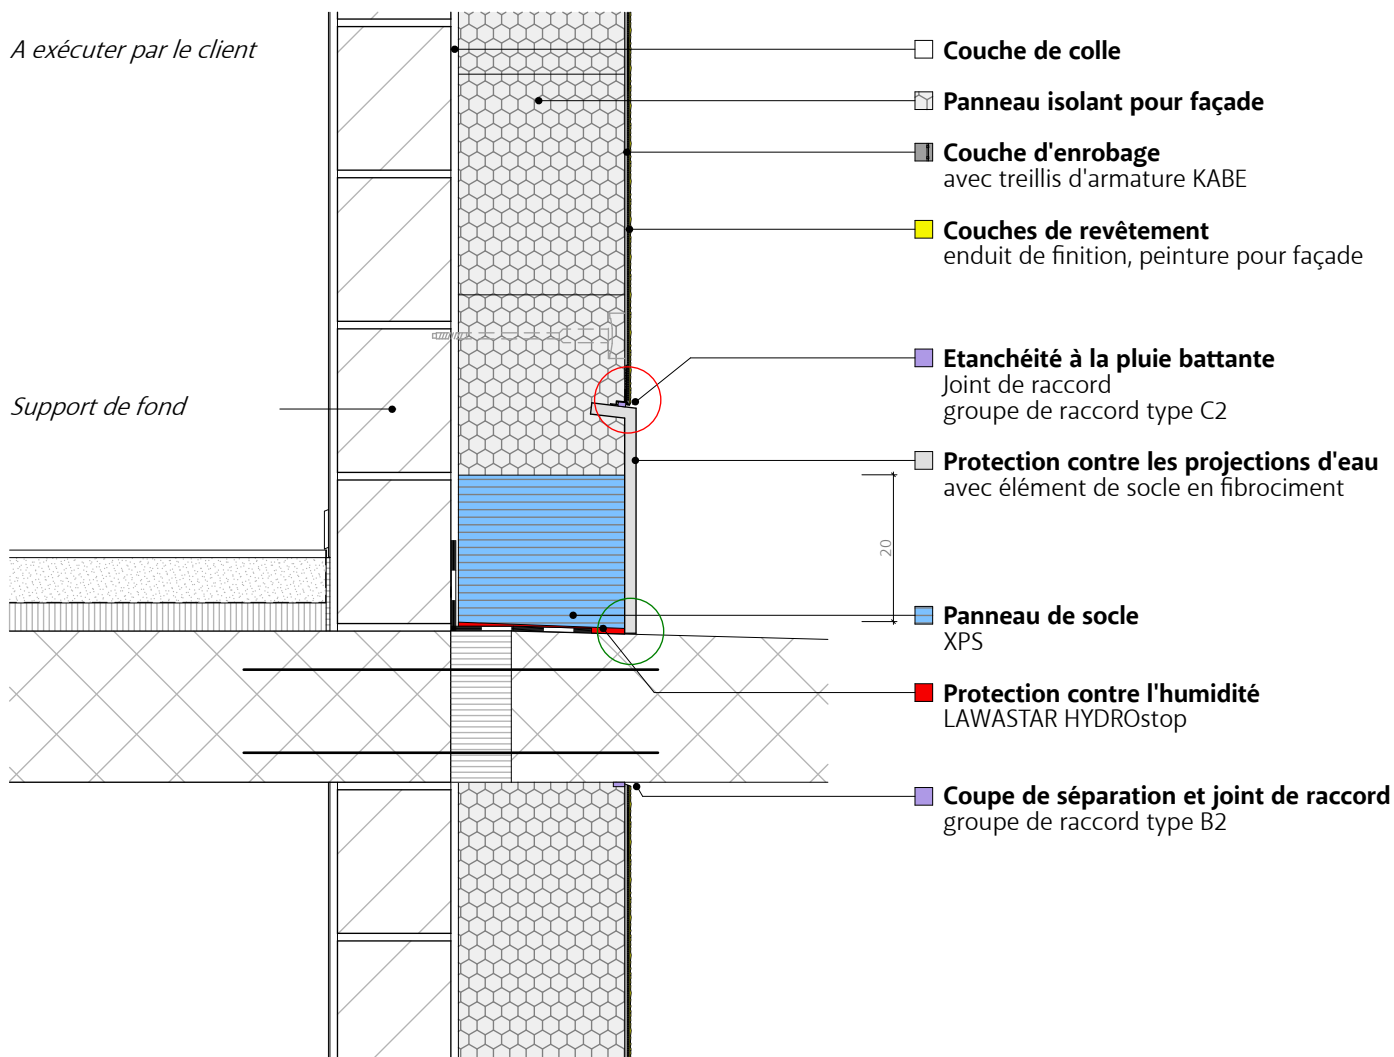 A exécuter par le client
Couche de colle
Panneau isolant pour façade
Couche d'enrobage
avec treillis d'armature KABE
Couches de revêtement
enduit de finition, peinture pour façade
Etanchéité à la pluie battante
Joint de raccord
groupe de raccord type C2
Support de fond
Protection contre les projections d'eau
avec élément de socle en fibrociment
20
Panneau de socle
XPS
Protection contre l'humidité
LAWASTAR HYDROstop
Coupe de séparation et joint de raccord
groupe de raccord type B2